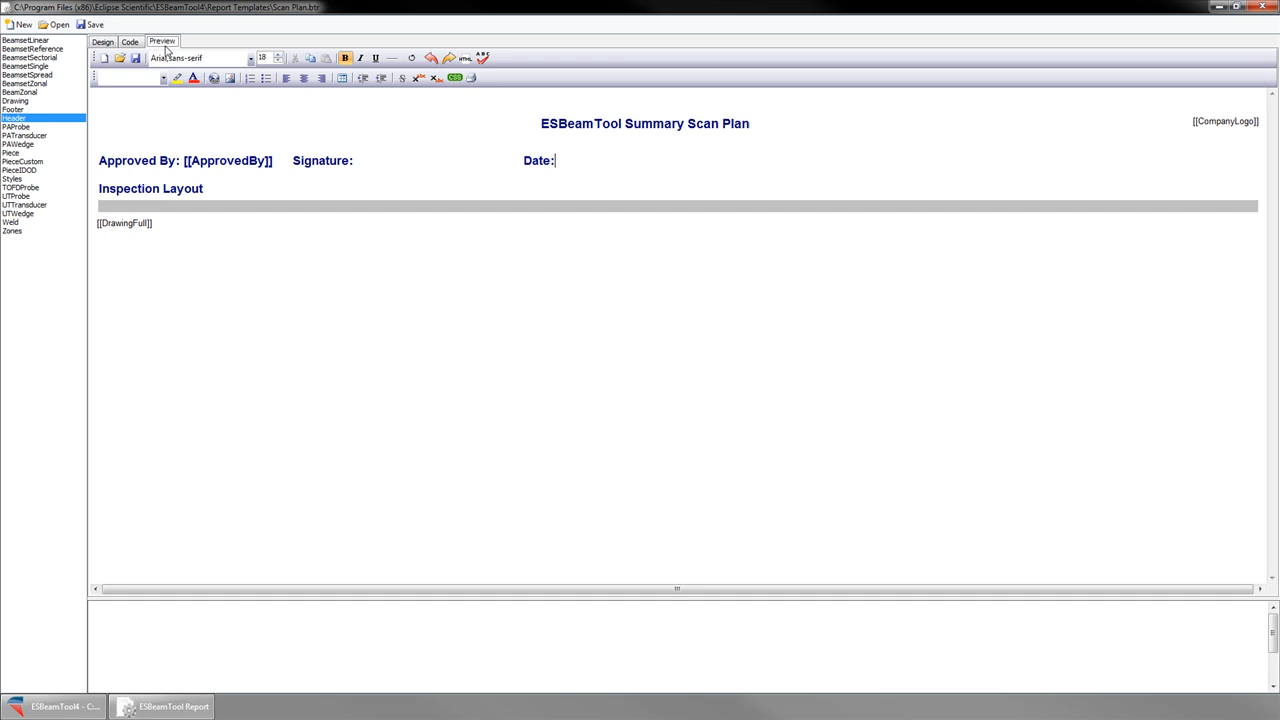 C:\Program Files (x86)\Eclipse Scientific\ESBeamTool4\Report Templates\Scan Plan.btr
New Open Save
Design Code Preview
Arial,sans-serif 18 B I U HTML ABC
S CSS
BeamsetLinear
BeamsetReference
BeamsetSectorial
BeamsetSingle
BeamsetSpread
BeamsetZonal
BeamZonal
Drawing
Footer
Header
PAProbe
PATransducer
PAWedge
Piece
PieceCustom
PieceIDOD
Styles
TOFDProbe
UTProbe
UTTransducer
UTWedge
Weld
Zones
ESBeamTool Summary Scan Plan
[[CompanyLogo]]
Approved By: [[ApprovedBy]] Signature: Date:
Inspection Layout
[[DrawingFull]]
ESBeamTool4 - C:... ESBeamTool Report